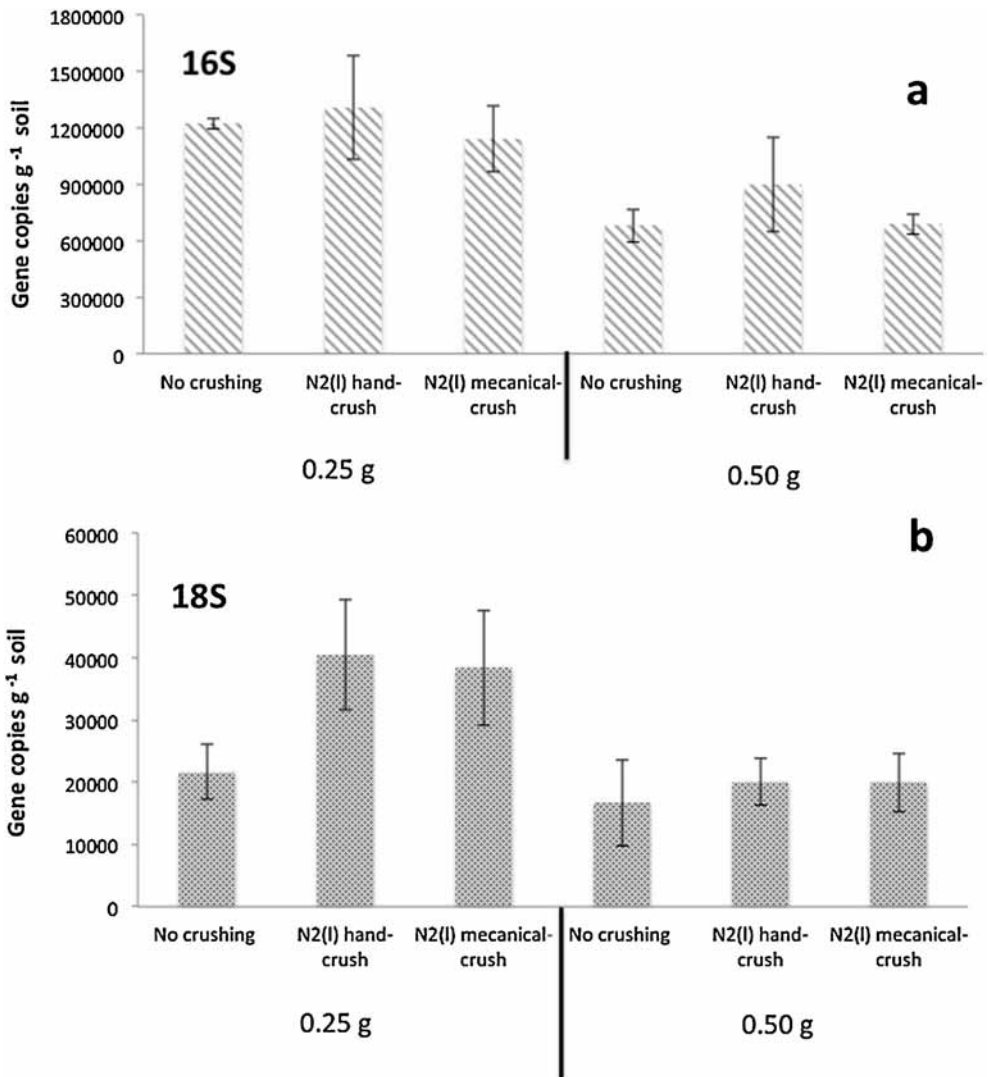 1800000
1500000
1200000
900000
600000
300000
0
Gene copies g -1 soil
16S
a
No crushing
N2(l) hand-
crush
N2(l) mecanical-
crush
No crushing
N2(l) hand-
crush
N2(l) mecanical-
crush
0.25 g
0.50 g
60000
50000
40000
30000
20000
10000
0
Gene copies g -1 soil
18S
b
No crushing
N2(l) hand-
crush
N2(l) mecanical-
crush
No crushing
N2(l) hand-
crush
N2(l) mecanical-
crush
0.25 g
0.50 g